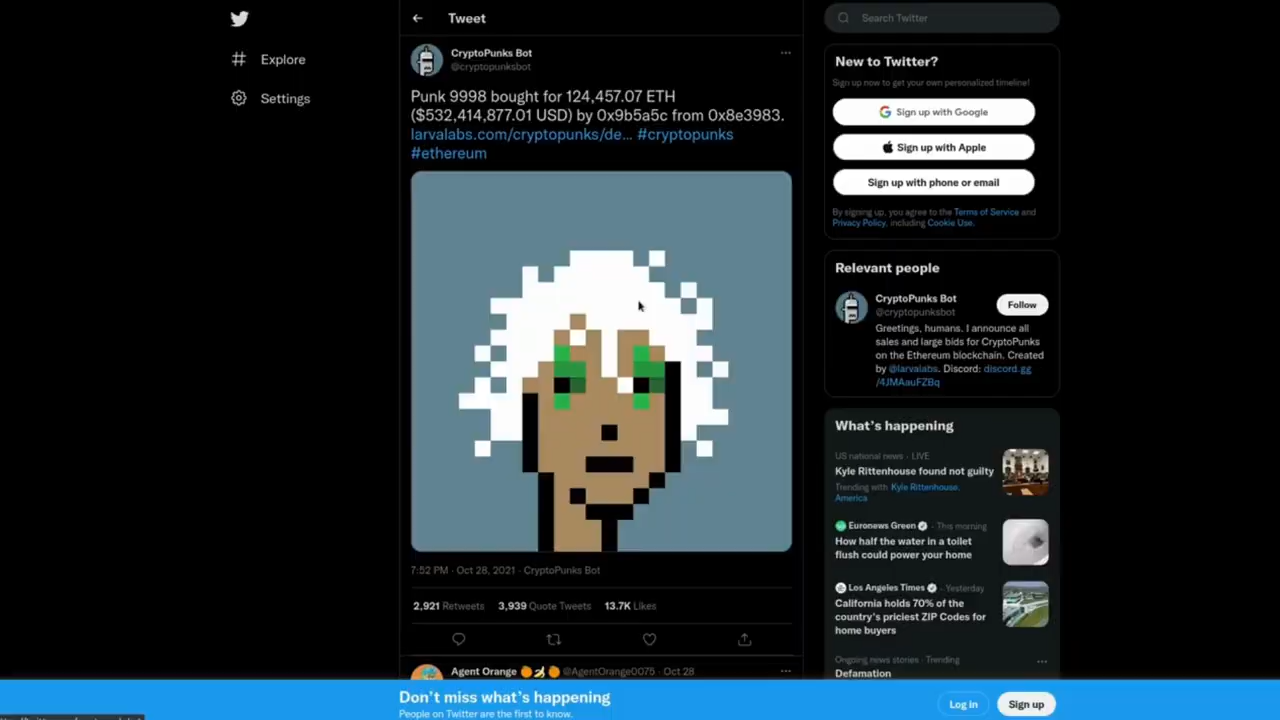 Tweet
Search Twitter
Explore
Settings
CryptoPunks Bot
@cryptopunksbot
Punk 9998 bought for 124,457.07 ETH
($532,414,877.01 USD) by 0x9b5a5c from 0x8e3983.
larvalabs.com/cryptopunks/de... #cryptopunks
#ethereum
7:52 PM · Oct 28, 2021 · CryptoPunks Bot
2,921 Retweets 3,939 Quote Tweets 13.7K Likes
Agent Orange @AgentOrange0075 · Oct 28
New to Twitter?
Sign up now to get your own personalized timeline!
Sign up with Google
Sign up with Apple
Sign up with phone or email
By signing up, you agree to the Terms of Service and
Privacy Policy, including Cookie Use.
Relevant people
CryptoPunks Bot
@cryptopunksbot
Follow
Greetings, humans. I announce all
sales and large bids for CryptoPunks
on the Ethereum blockchain. Created
by @larvalabs. Discord: discord.gg
/4JMAauFZBq
What's happening
US national news · LIVE
Kyle Rittenhouse found not guilty
Trending with Kyle Rittenhouse,
America
Euronews Green · This morning
How half the water in a toilet
flush could power your home
Los Angeles Times · Yesterday
California holds 70% of the
country's priciest ZIP Codes for
home buyers
Ongoing news stories · Trending
Defamation
Don't miss what's happening
People on Twitter are the first to know.
Log in
Sign up